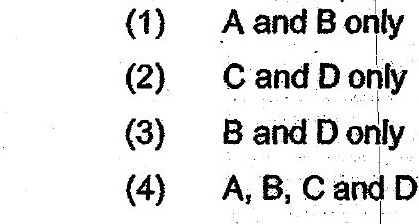 (1) A and B only
(2) C and D only
(3) B and D only
(4) A, B, C and D